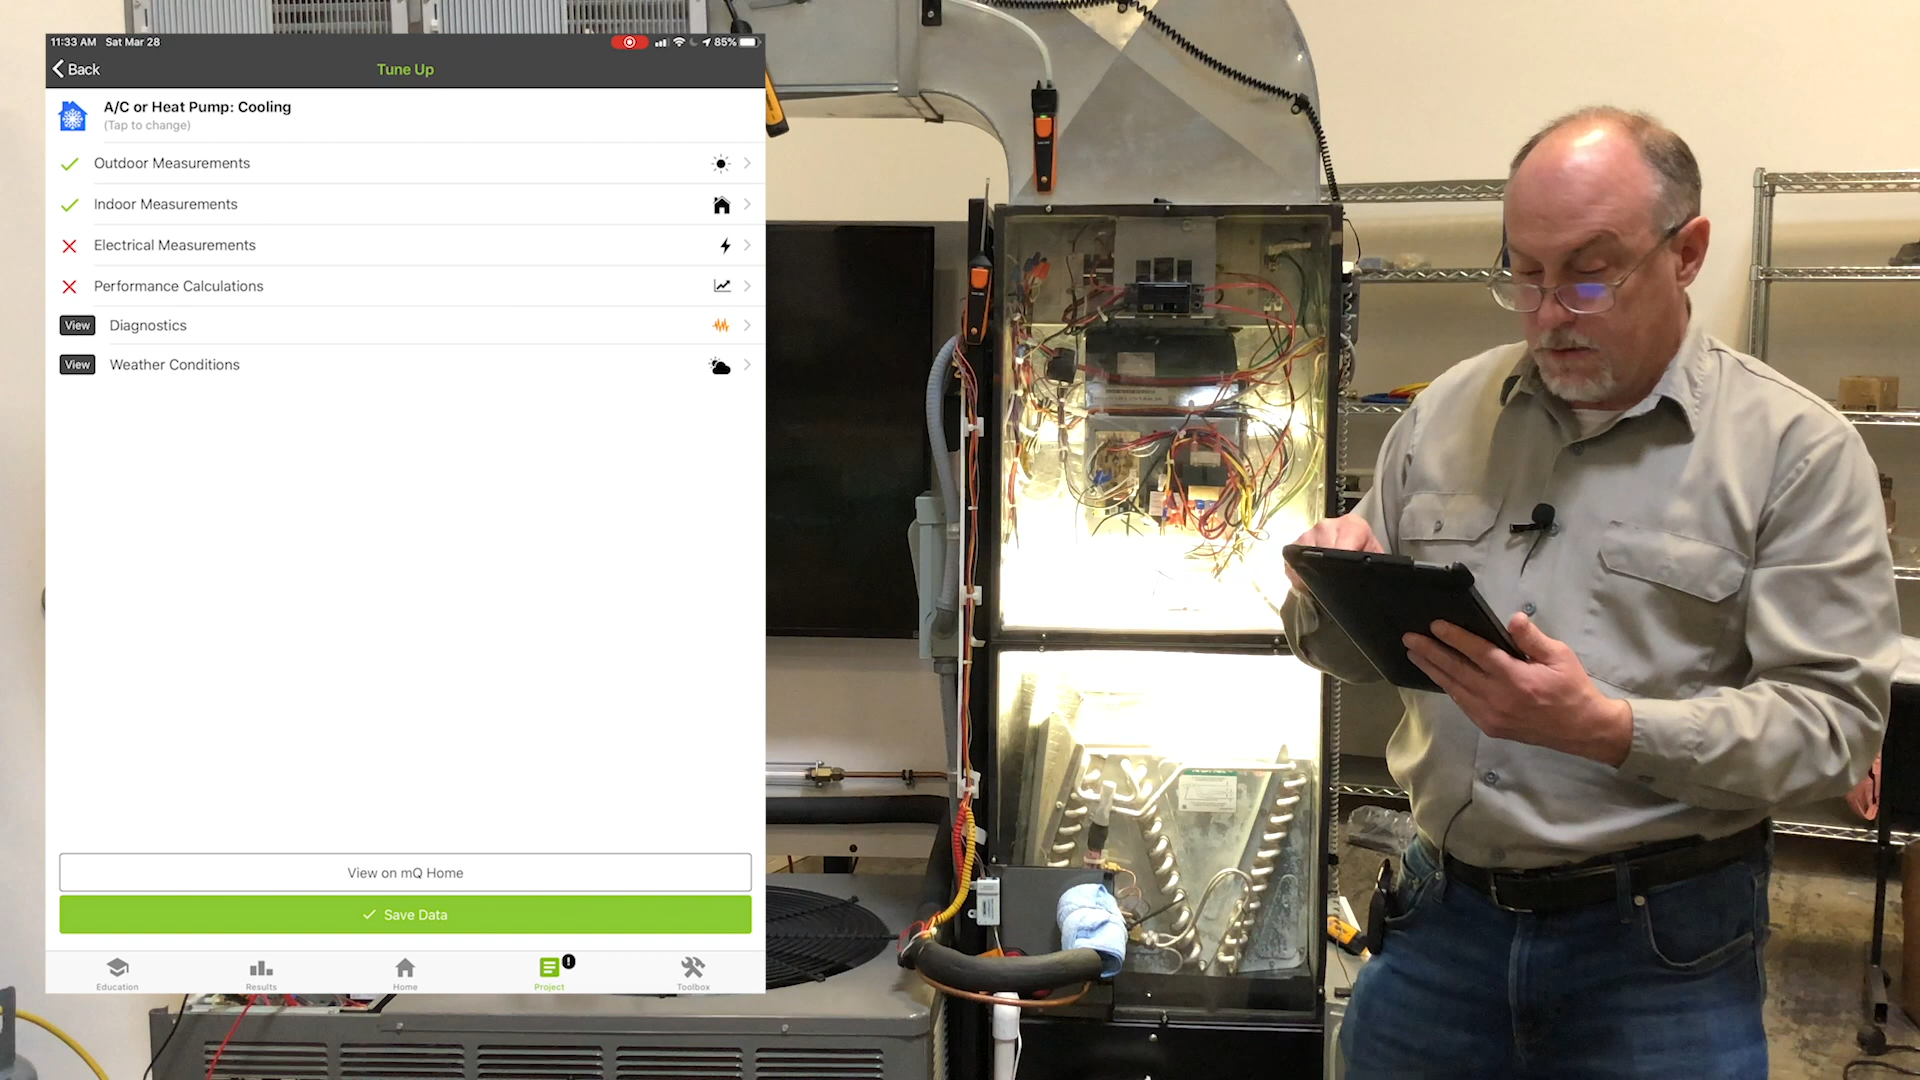 11:33 AM Sat Mar 28
85%
Back
Tune Up
A/C or Heat Pump: Cooling
(Tap to change)
Outdoor Measurements
Indoor Measurements
Electrical Measurements
Performance Calculations
View Diagnostics
View Weather Conditions
View on mQ Home
Save Data
Education
Results
Home
Project
Toolbox